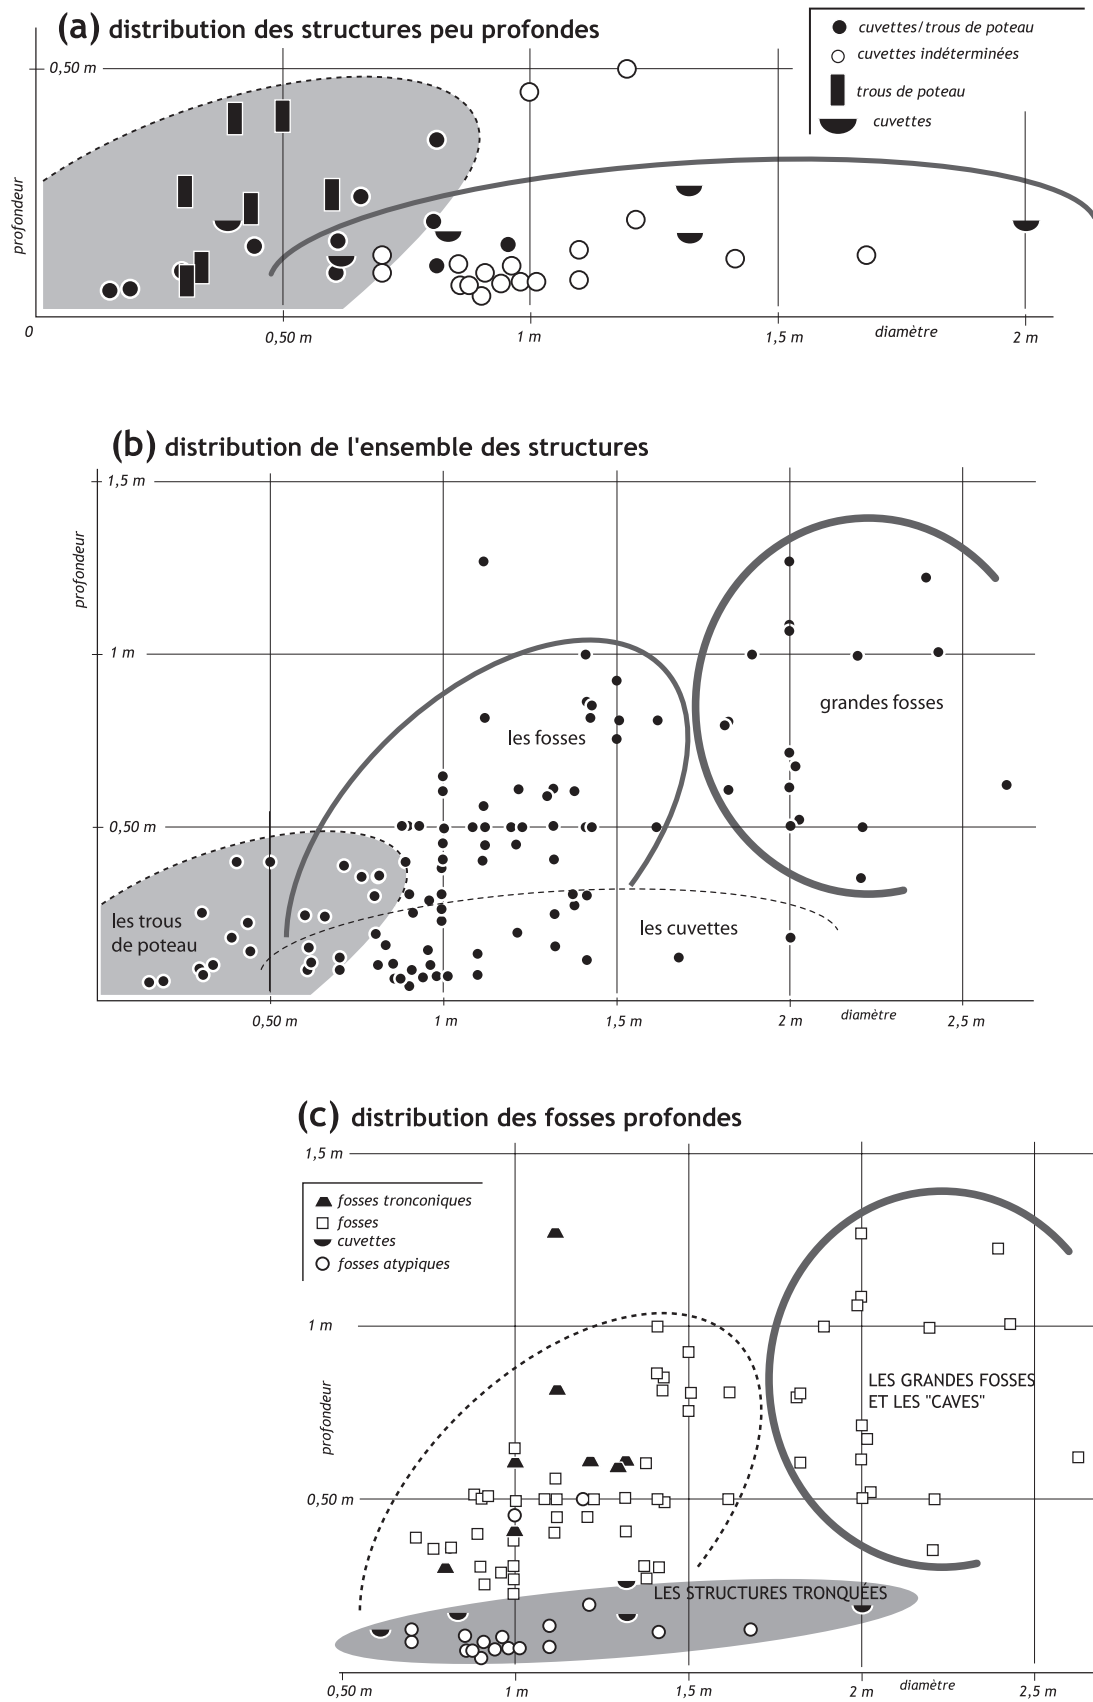 (a) distribution des structures peu profondes
cuvettes/trous de poteau
cuvettes indéterminées
trous de poteau
cuvettes
0,50 m
profondeur
0
0,50 m
1 m
1,5 m
diamètre
2 m
(b) distribution de l'ensemble des structures
1,5 m
profondeur
1 m
grandes fosses
les fosses
0,50 m
les trous
de poteau
les cuvettes
0,50 m
1 m
1,5 m
2 m
diamètre
2,5 m
(c) distribution des fosses profondes
1,5 m
fosses tronconiques
fosses
cuvettes
fosses atypiques
1 m
LES GRANDES FOSSES
ET LES "CAVES"
profondeur
0,50 m
LES STRUCTURES TRONQUÉES
0,50 m
1 m
1,5 m
2 m
diamètre
2,5 m